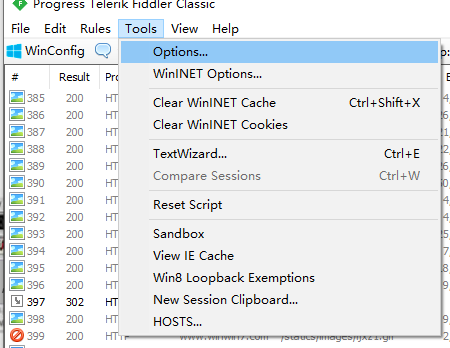 Progress Telerik Fiddler Classic
File Edit Rules Tools View Help
WinConfig
# Result
Options...
WinINET Options...
Clear WinINET Cache Ctrl+Shift+X
Clear WinINET Cookies
TextWizard... Ctrl+E
Compare Sessions Ctrl+W
Reset Script
Sandbox
View IE Cache
Win8 Loopback Exemptions
New Session Clipboard...
HOSTS...
385 200 HT
386 200 HT
387 200 HT
388 200 HT
389 200 HT
390 200 HT
391 200 HT
392 200 HT
393 200 HT
394 200 HT
395 200 HT
396 200 HT
397 302 HT
398 200 HT
399 200 HTTP www.winwin7.com /statics/images/njx21.gif